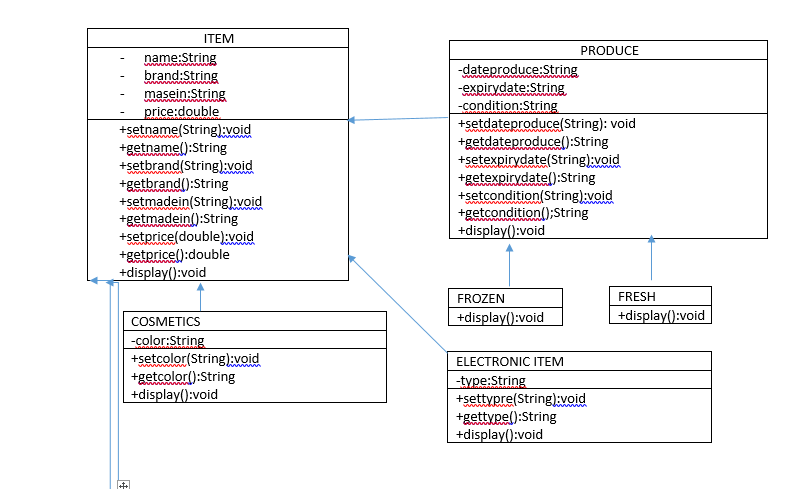 ITEM
- name:String
- brand:String
- masein:String
- price:double
+setname(String):void
+getname():String
+setbrand(String):void
+getbrand():String
+setmadein(String):void
+getmadein():String
+setprice(double):void
+getprice():double
+display():void
PRODUCE
-dateproduce:String
-expirydate:String
-condition:String
+setdateproduce(String): void
+getdateproduce():String
+setexpirydate(String):void
+getexpirydate():String
+setcondition(String):void
+getcondition();String
+display():void
FROZEN
+display():void
FRESH
+display():void
COSMETICS
-color:String
+setcolor(String):void
+getcolor():String
+display():void
ELECTRONIC ITEM
-type:String
+settypre(String):void
+gettype():String
+display():void